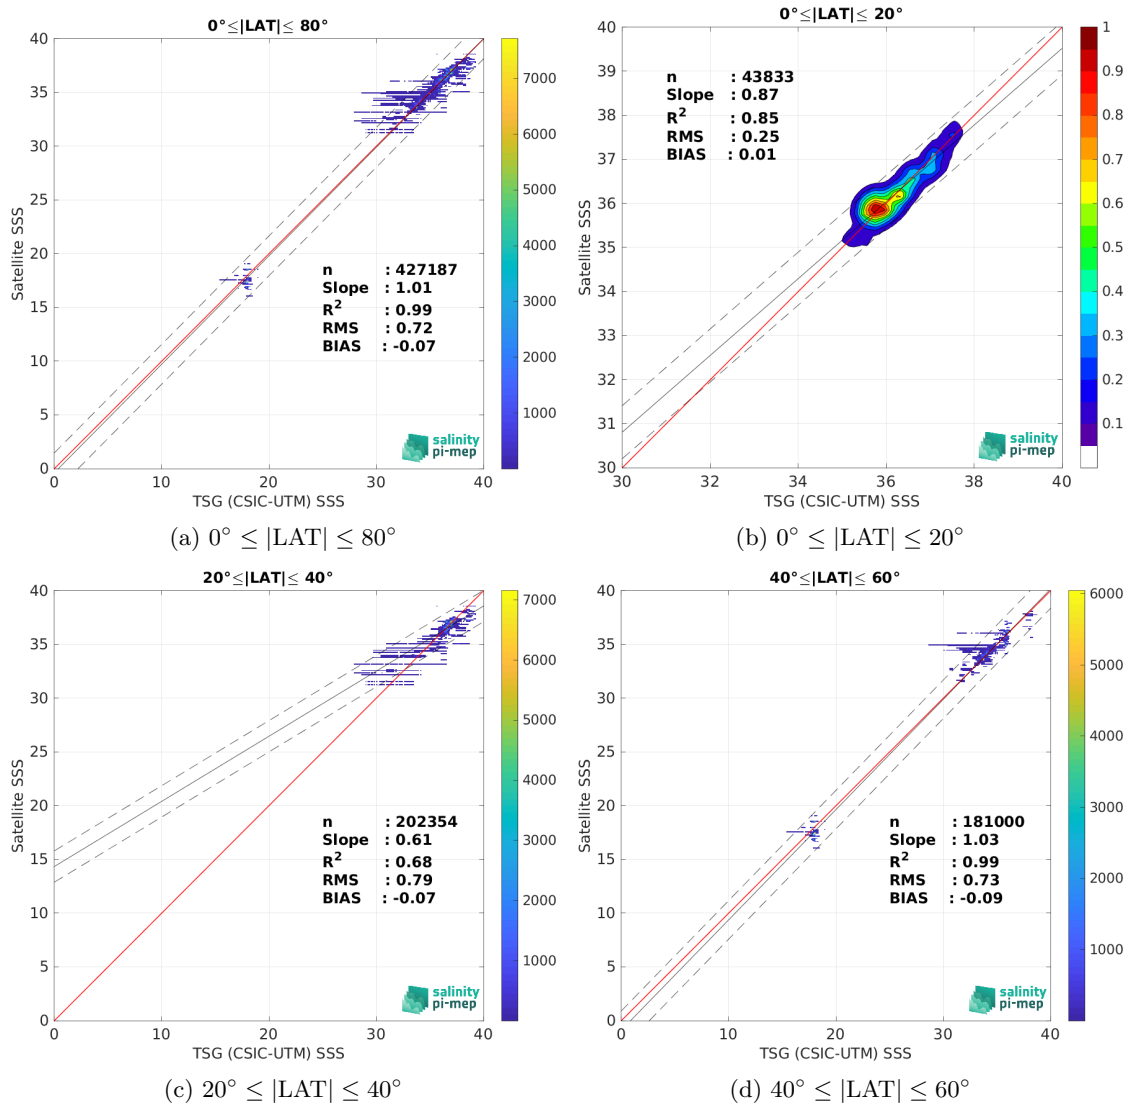 0°≤|LAT|≤ 80°
40
35
30
25
20
15
10
5
0
Satellite SSS
n : 427187
Slope : 1.01
R² : 0.99
RMS : 0.72
BIAS : -0.07
salinity
pi-mep
0 10 20 30 40
TSG (CSIC-UTM) SSS
7000
6000
5000
4000
3000
2000
1000
(a) 0° ≤ |LAT| ≤ 80°
0°≤|LAT|≤ 20°
40
39
38
37
36
35
34
33
32
31
30
Satellite SSS
n : 43833
Slope : 0.87
R² : 0.85
RMS : 0.25
BIAS : 0.01
salinity
pi-mep
30 32 34 36 38 40
TSG (CSIC-UTM) SSS
1
0.9
0.8
0.7
0.6
0.5
0.4
0.3
0.2
0.1
(b) 0° ≤ |LAT| ≤ 20°
20°≤|LAT|≤ 40°
40
35
30
25
20
15
10
5
0
Satellite SSS
n : 202354
Slope : 0.61
R² : 0.68
RMS : 0.79
BIAS : -0.07
salinity
pi-mep
0 10 20 30 40
TSG (CSIC-UTM) SSS
7000
6000
5000
4000
3000
2000
1000
(c) 20° ≤ |LAT| ≤ 40°
40°≤|LAT|≤ 60°
40
35
30
25
20
15
10
5
0
Satellite SSS
n : 181000
Slope : 1.03
R² : 0.99
RMS : 0.73
BIAS : -0.09
salinity
pi-mep
0 10 20 30 40
TSG (CSIC-UTM) SSS
6000
5000
4000
3000
2000
1000
(d) 40° ≤ |LAT| ≤ 60°